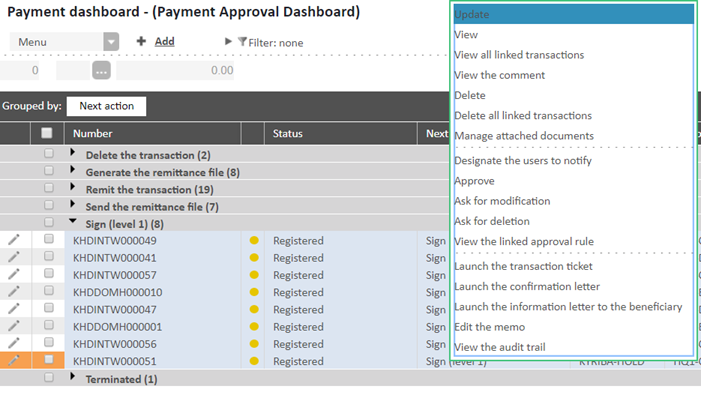 Payment dashboard - (Payment Approval Dashboard)
Menu
Add
Filter: none
0
...
0.00
Grouped by:
Next action
Number
Status
Next
Delete the transaction (2)
Generate the remittance file (8)
Remit the transaction (19)
Send the remittance file (7)
Sign (level 1) (8)
KHDINTW000049 Registered Sign
KHDINTW000041 Registered Sign
KHDINTW000057 Registered Sign
KHDDOMH000010 Registered Sign
KHDINTW000047 Registered Sign
KHDDOMH000001 Registered Sign
KHDINTW000056 Registered Sign
KHDINTW000051 Registered Sign (level 1) KYRIBA-HOLD HQ1-
Terminated (1)
Update
View
View all linked transactions
View the comment
Delete
Delete all linked transactions
Manage attached documents
Designate the users to notify
Approve
Ask for modification
Ask for deletion
View the linked approval rule
Launch the transaction ticket
Launch the confirmation letter
Launch the information letter to the beneficiary
Edit the memo
View the audit trail